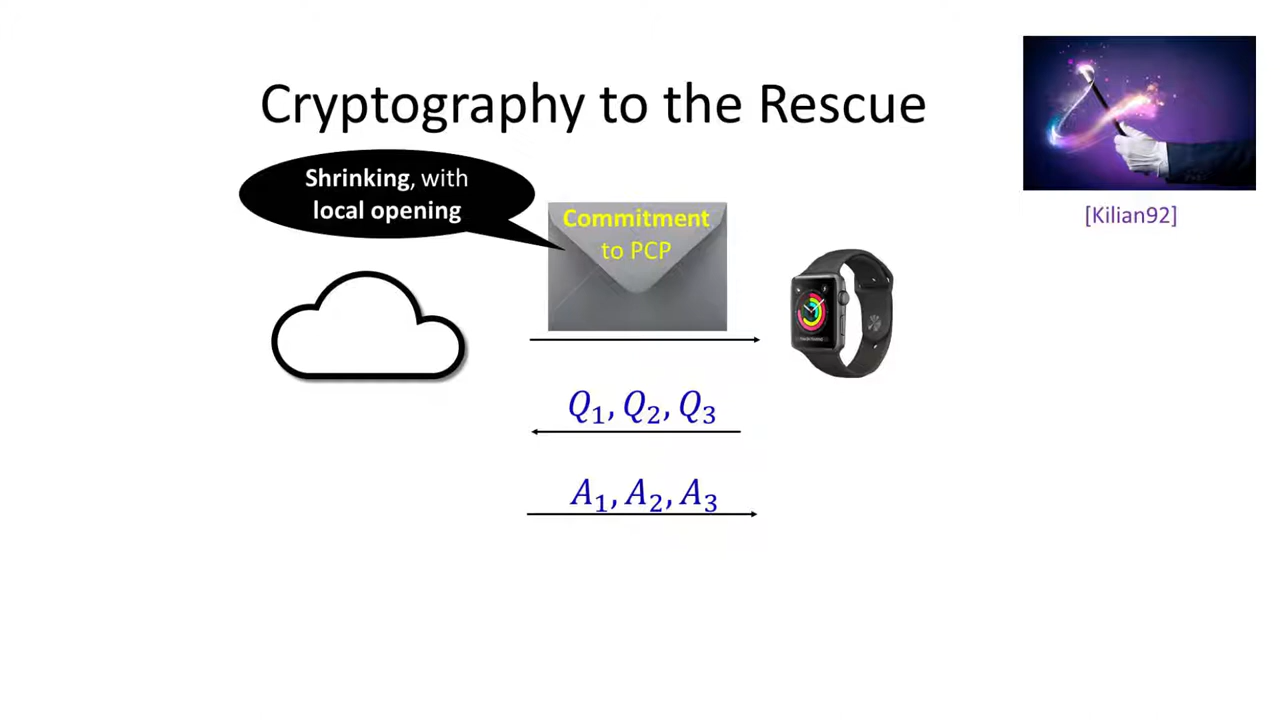 Cryptography to the Rescue
Shrinking, with
local opening
Commitment
to PCP
[Kilian92]
Q₁, Q₂, Q₃
A₁, A₂, A₃